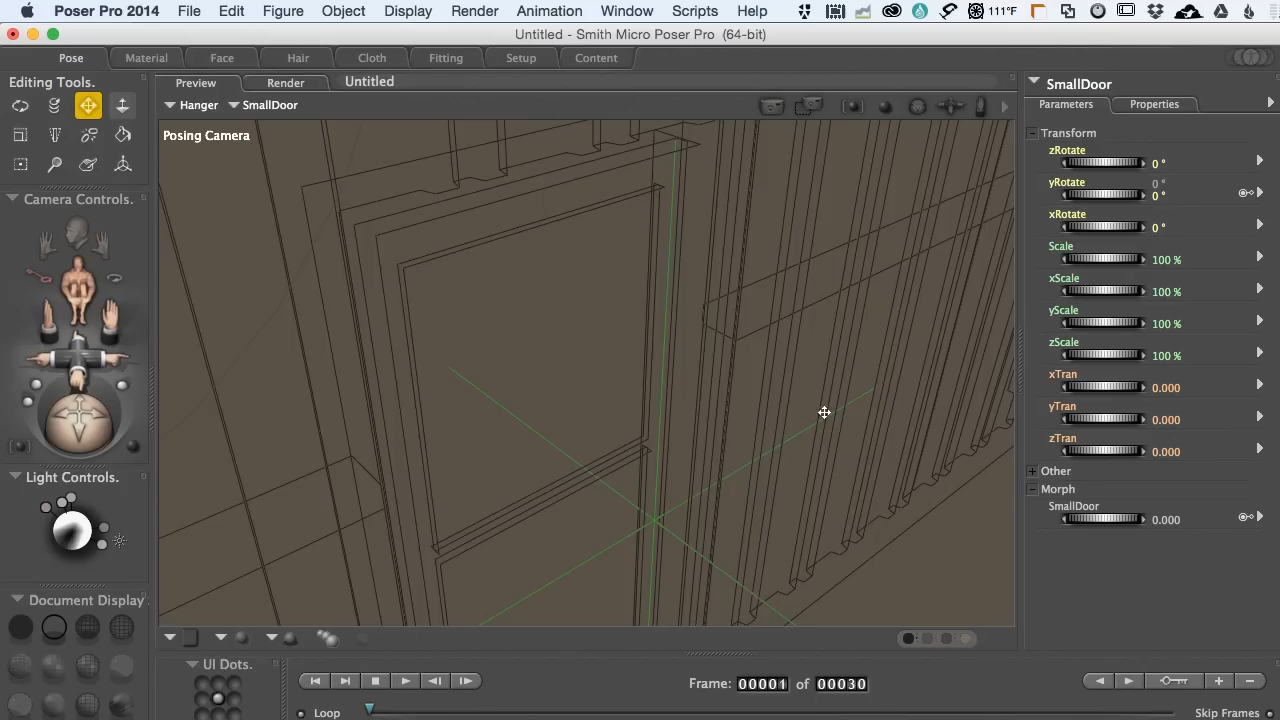 Poser Pro 2014 File Edit Figure Object Display Render Animation Window Scripts Help 111°F
Untitled - Smith Micro Poser Pro (64-bit)
Pose Material Face Hair Cloth Fitting Setup Content
Editing Tools.
Preview Render Untitled
Hanger SmallDoor
Posing Camera
Camera Controls.
Light Controls.
Document Display
UI Dots.
Loop
Frame: 00001 of 00030
Skip Frames
SmallDoor
Parameters Properties
Transform
zRotate
0 °
yRotate 0 °
0 °
xRotate
0 °
Scale
100 %
xScale
100 %
yScale
100 %
zScale
100 %
xTran
0.000
yTran
0.000
zTran
0.000
Other
Morph
SmallDoor
0.000